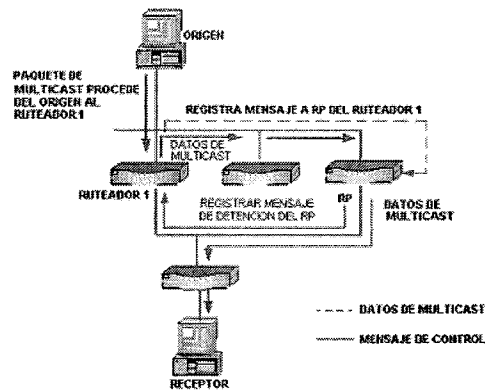 ORIGEN
PAQUETE DE
MULTICAST PROCEDE
DEL ORIGEN AL
RUTEADOR 1
REGISTRA MENSAJE A RP DEL RUTEADOR 1
DATOS DE
MULTICAST
RUTEADOR 1
REGISTRAR MENSAJE
DE DETENCION DEL RP
RP
DATOS DE
MULTICAST
DATOS DE MULTICAST
MENSAJE DE CONTROL
RECEPTOR